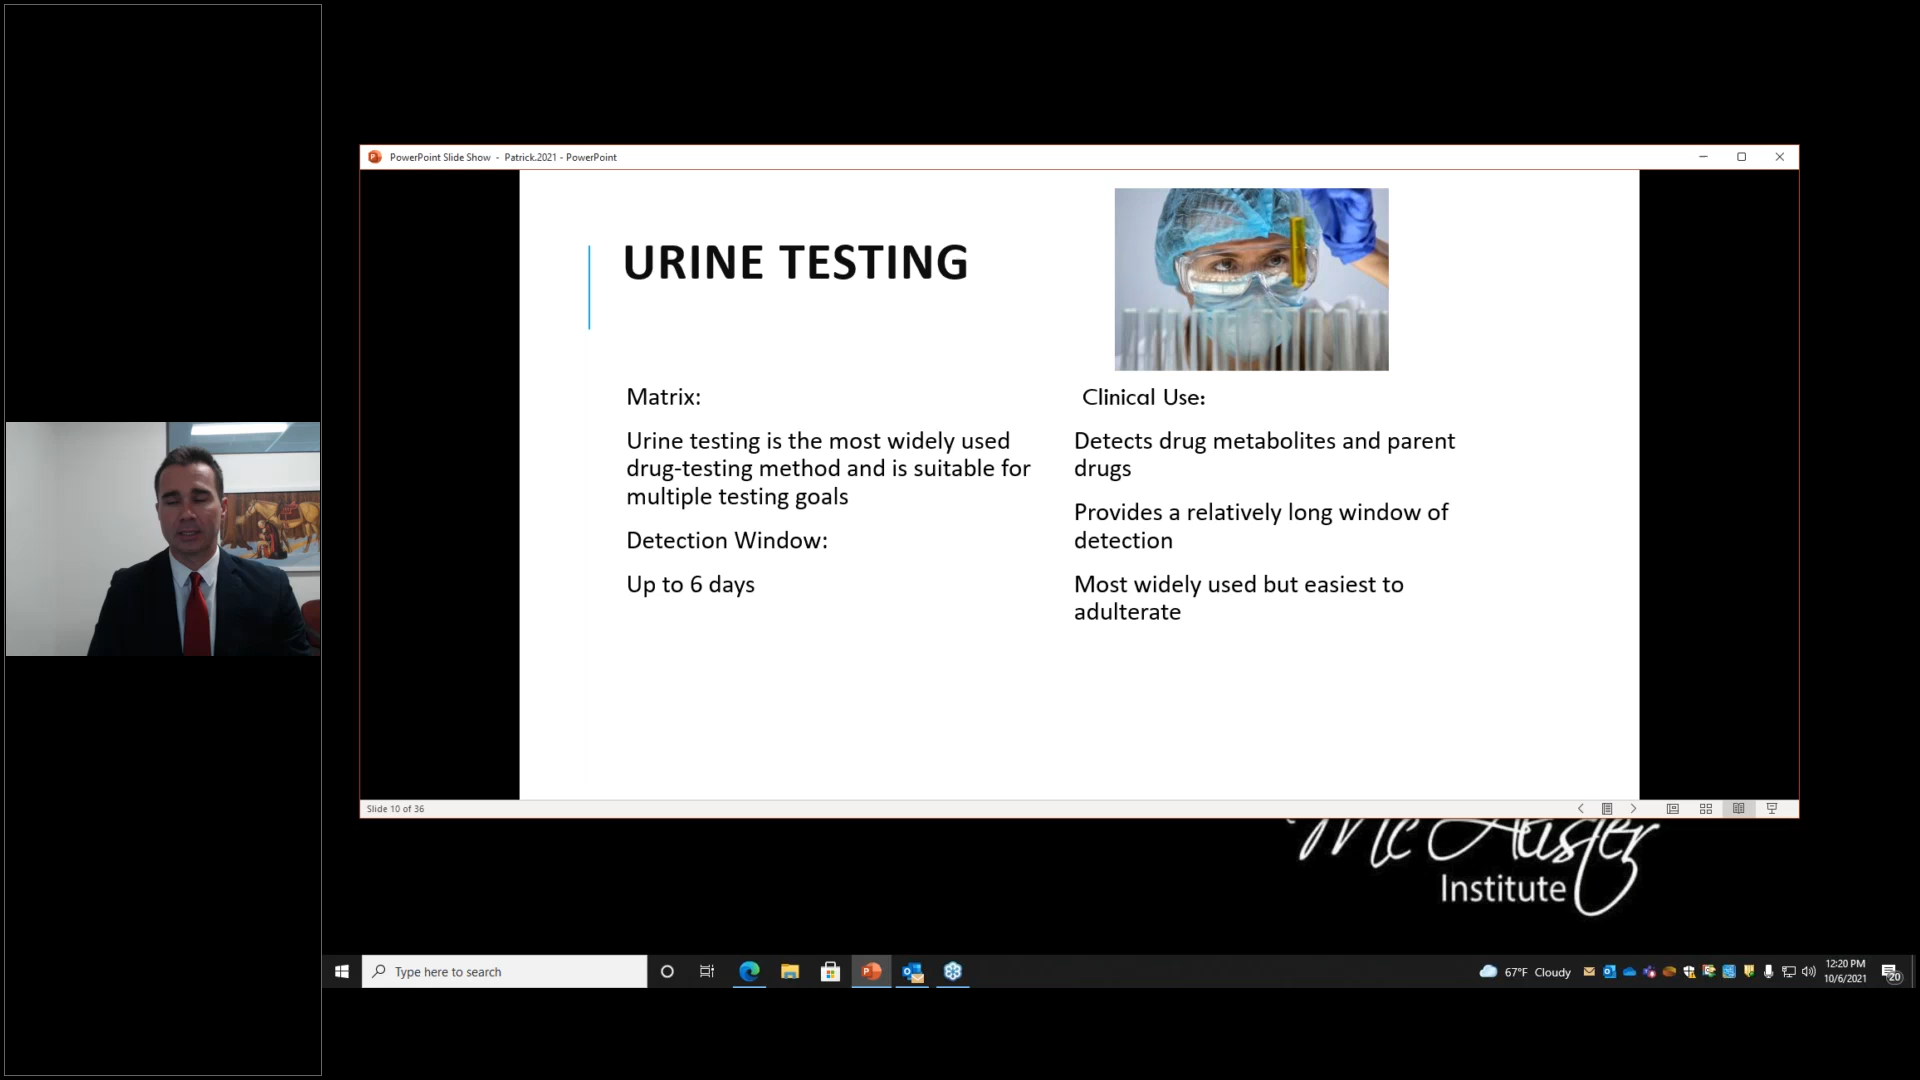 PowerPoint Slide Show - Patrick.2021 - PowerPoint
URINE TESTING
Matrix:
Urine testing is the most widely used
drug-testing method and is suitable for
multiple testing goals
Detection Window:
Up to 6 days
Clinical Use:
Detects drug metabolites and parent
drugs
Provides a relatively long window of
detection
Most widely used but easiest to
adulterate
Slide 10 of 36
McAlister
Institute
Type here to search
67°F Cloudy
12:20 PM
10/6/2021
20